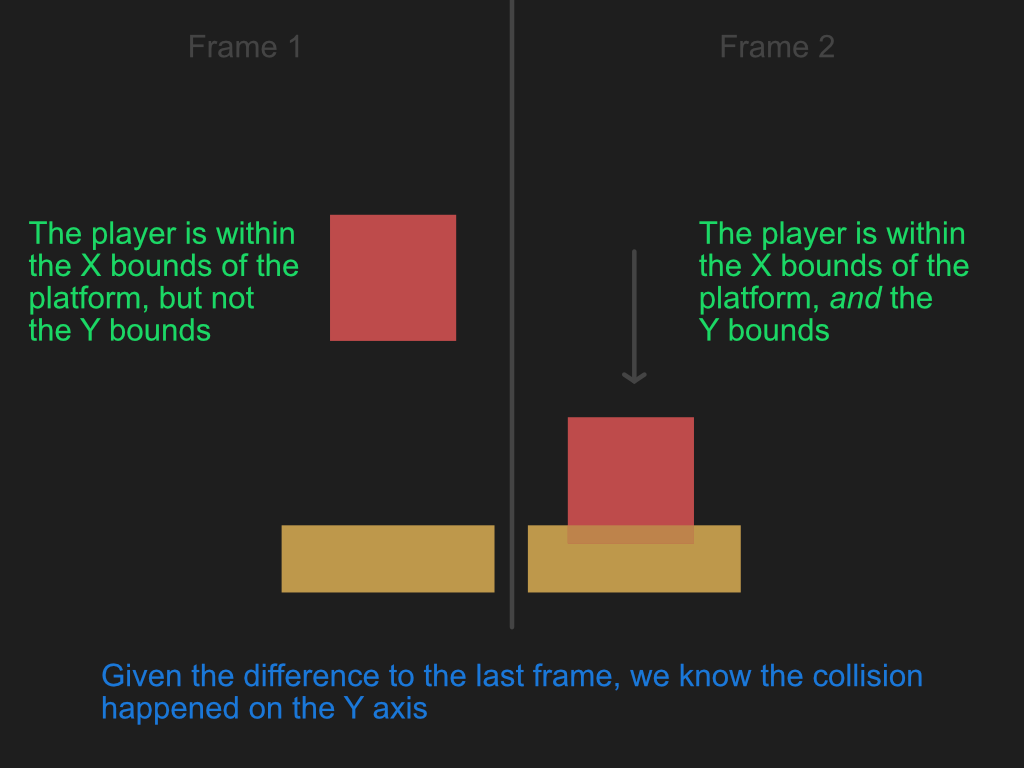 Frame 1
Frame 2
The player is within
the X bounds of the
platform, but not
the Y bounds
The player is within
the X bounds of the
platform, and the
Y bounds
Given the difference to the last frame, we know the collision
happened on the Y axis